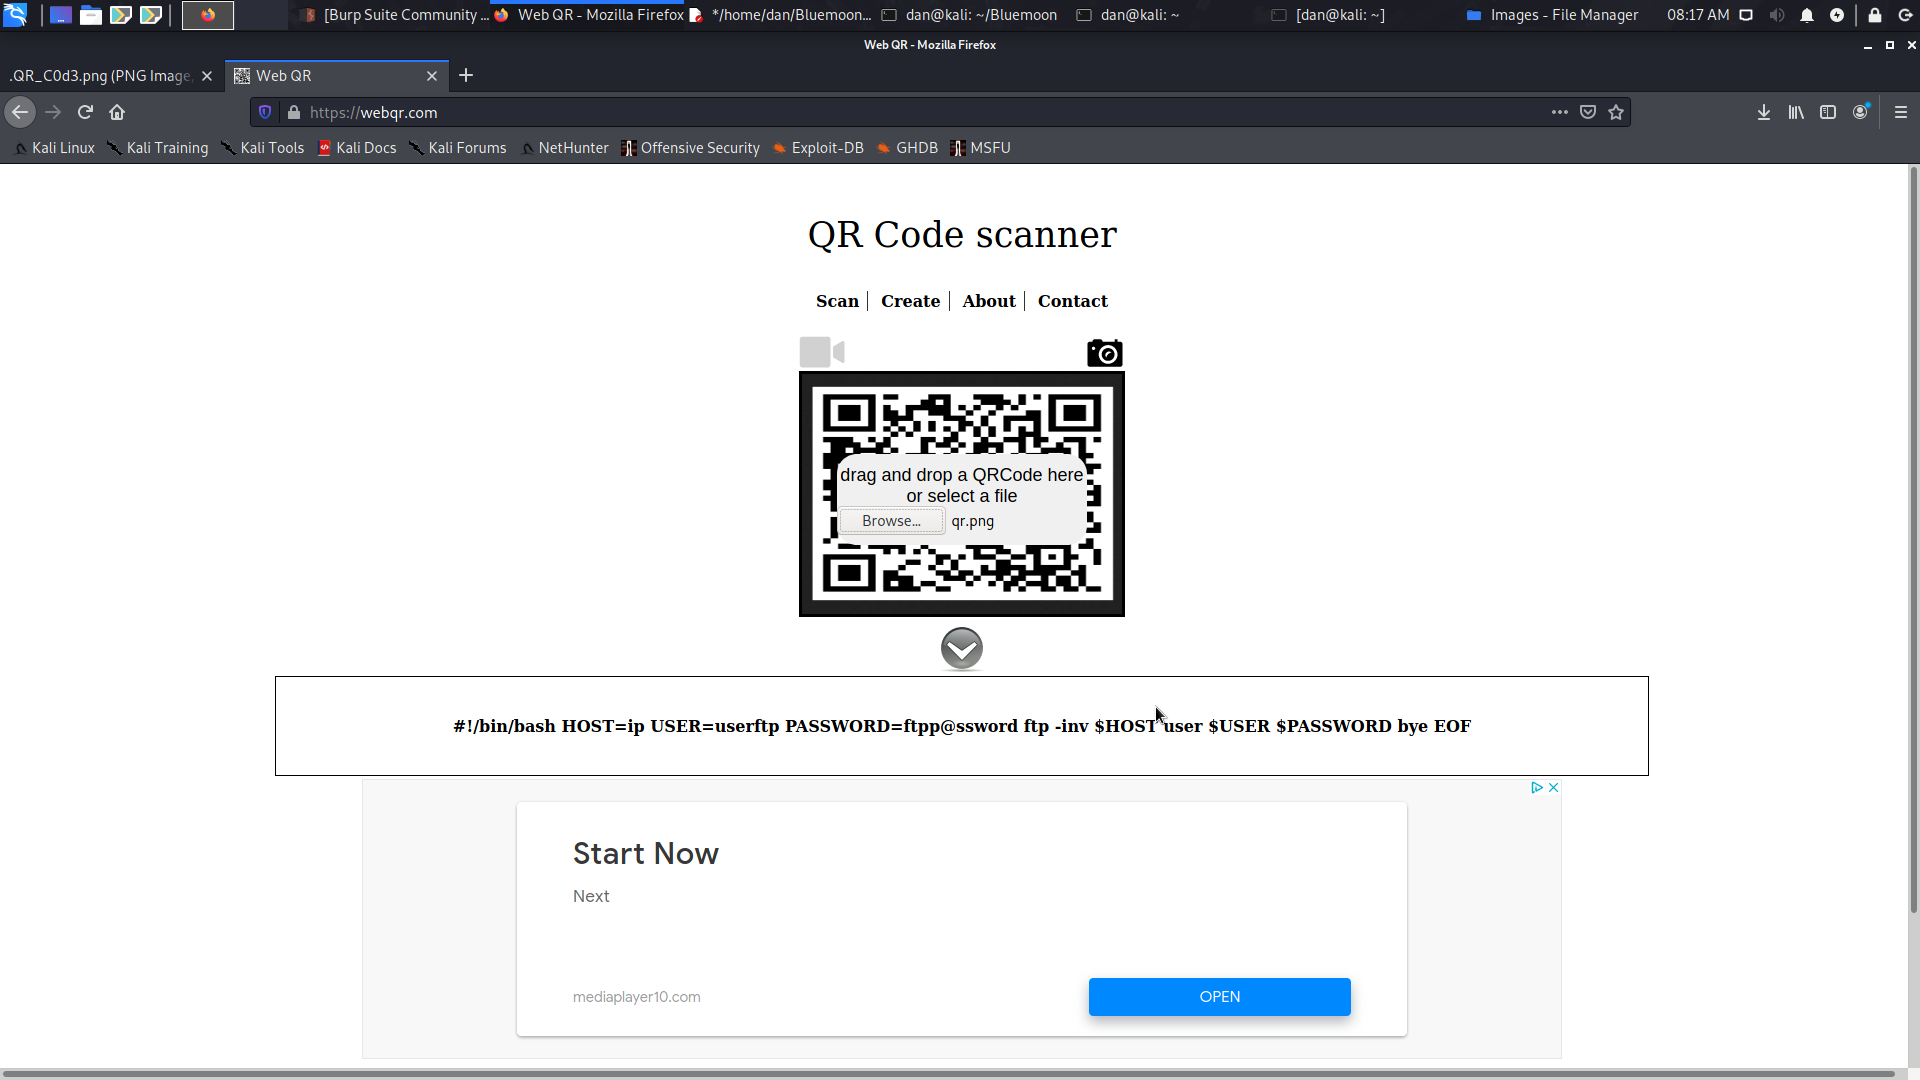 [Burp Suite Community ... Web QR - Mozilla Firefox */home/dan/Bluemoon... dan@kali: ~/Bluemoon dan@kali: ~ [dan@kali: ~] Images - File Manager 08:17 AM
Web QR - Mozilla Firefox
.QR_C0d3.png (PNG Image, Web QR
https://webqr.com
Kali Linux Kali Training Kali Tools Kali Docs Kali Forums NetHunter Offensive Security Exploit-DB GHDB MSFU
QR Code scanner
Scan Create About Contact
drag and drop a QRCode here
or select a file
Browse... qr.png
#!/bin/bash HOST=ip USER=userftp PASSWORD=ftpp@ssword ftp -inv $HOST user $USER $PASSWORD bye EOF
Start Now
Next
mediaplayer10.com OPEN